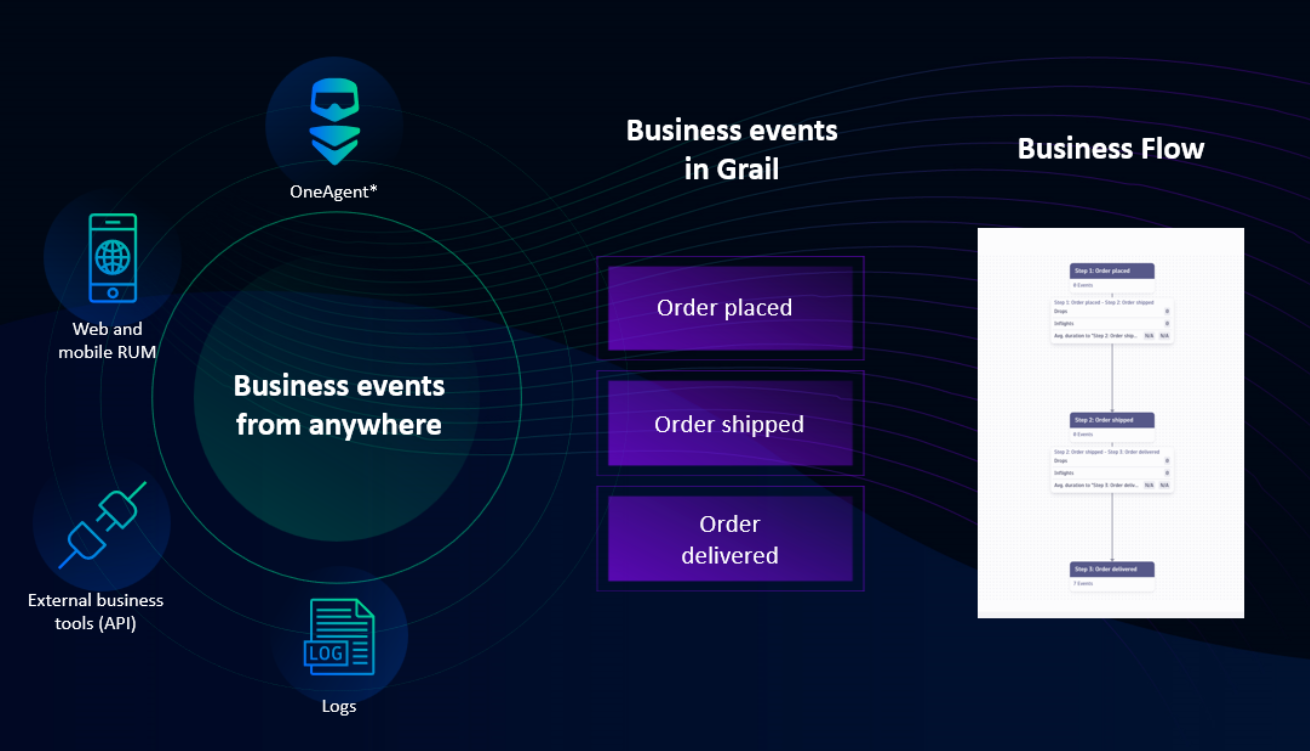 OneAgent*
Web and
mobile RUM
Business events
from anywhere
External business
tools (API)
LOG
Logs
Business events
in Grail
Order placed
Order shipped
Order
delivered
Business Flow
Step 1: Order placed
6 Events
Step 1: Order placed - Step 2: Order shipped
Drops 0
Inflights 0
Avg. duration to "Step 2: Order ship... N/A N/A
Step 2: Order shipped
6 Events
Step 2: Order shipped - Step 3: Order delivered
Drops 0
Inflights 0
Avg. duration to "Step 3: Order deliv... N/A N/A
Step 3: Order delivered
7 Events